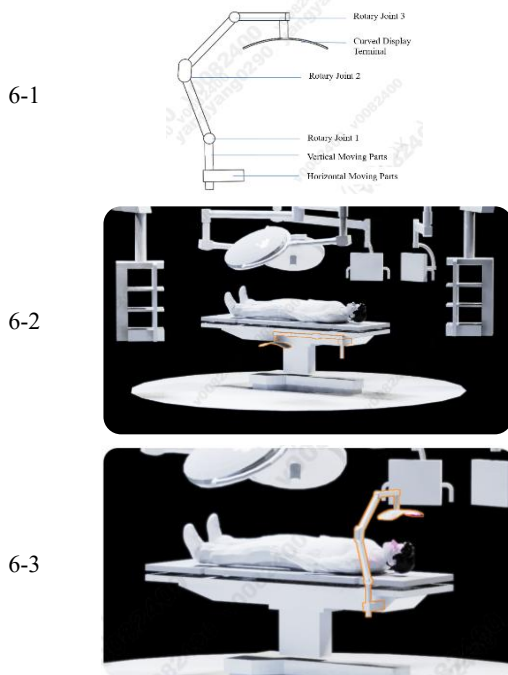 Rotary Joint 3
Curved Display
Terminal
6-1
Rotary Joint 2
Rotary Joint 1
Vertical Moving Parts
Horizontal Moving Parts
6-2
6-3